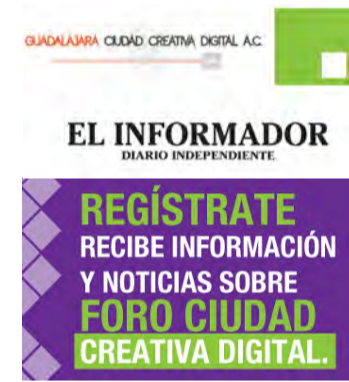 GUADALAJARA CIUDAD CREATIVA DIGITAL A.C.
EL INFORMADOR
DIARIO INDEPENDIENTE
REGÍSTRATE
RECIBE INFORMACIÓN
Y NOTICIAS SOBRE
FORO CIUDAD
CREATIVA DIGITAL.